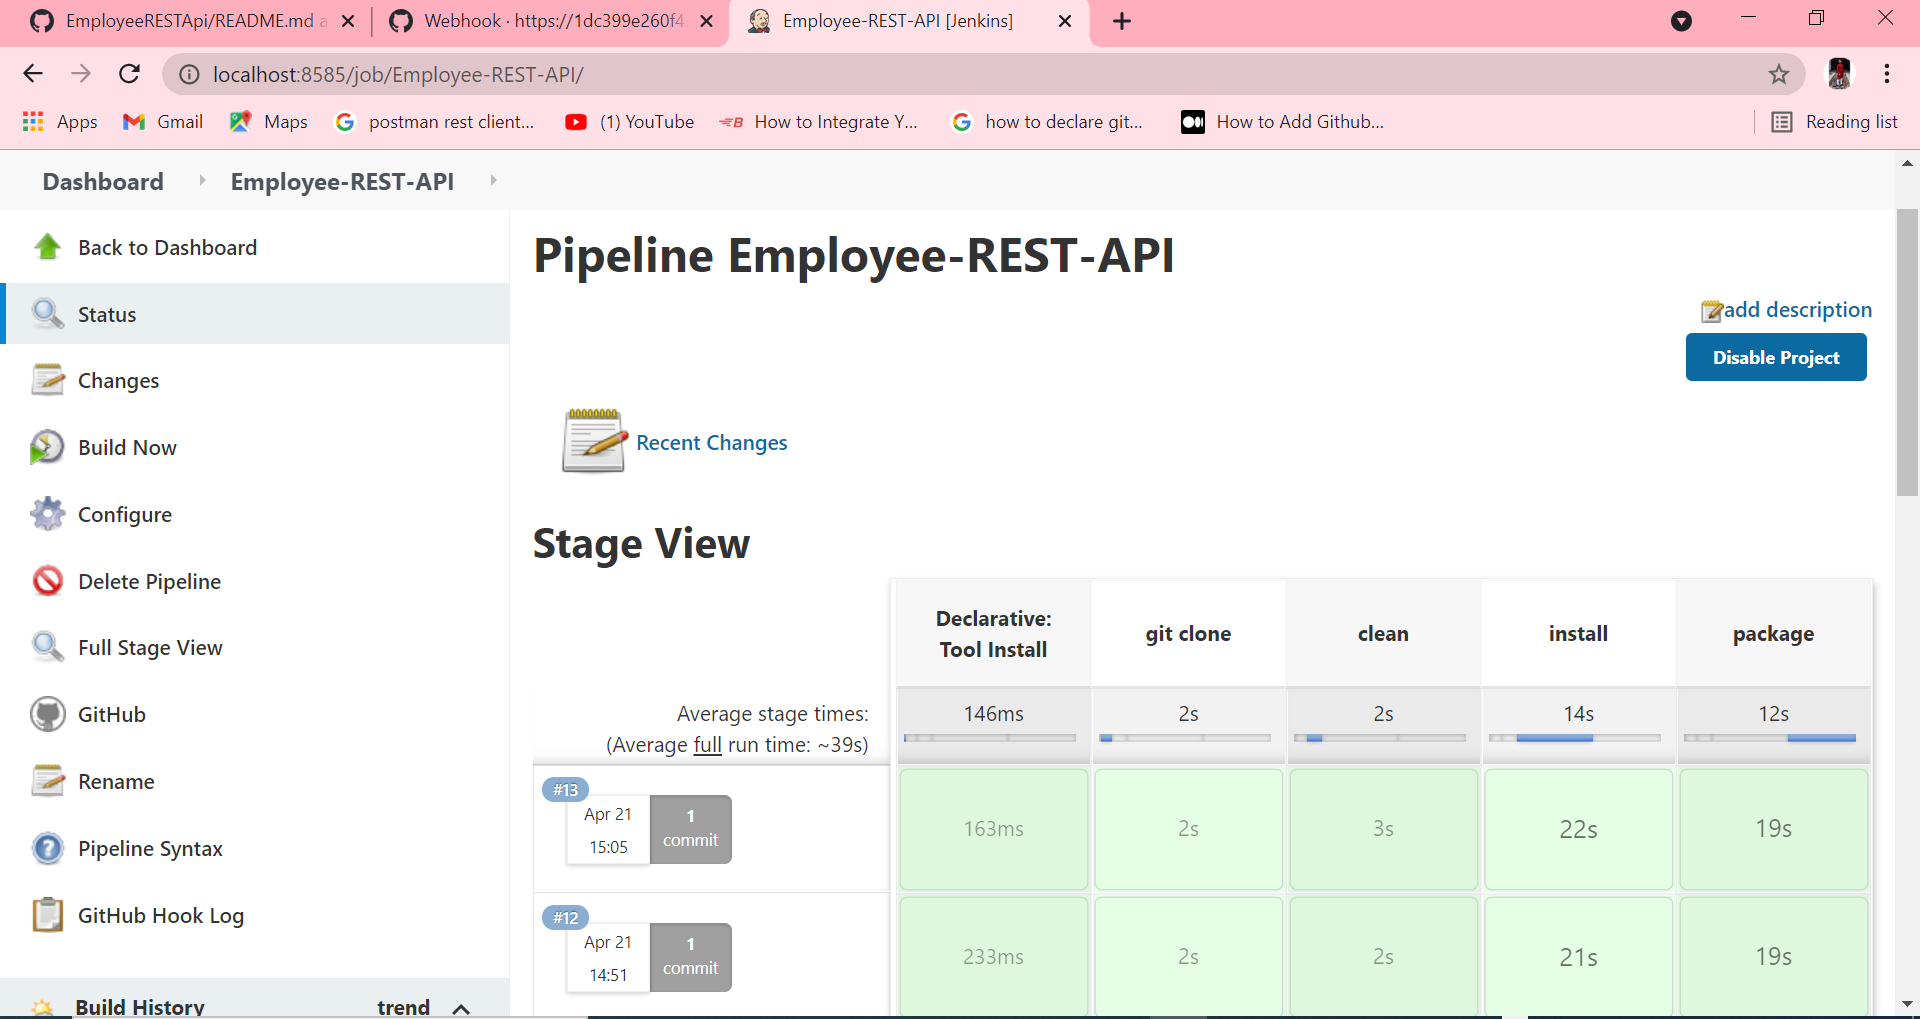 EmployeeRESTApi/README.md a
Webhook · https://1dc399e260f4
Employee-REST-API [Jenkins]
localhost:8585/job/Employee-REST-API/
Apps
Gmail
Maps
postman rest client...
(1) YouTube
How to Integrate Y...
how to declare git...
How to Add Github...
Reading list
Dashboard
Employee-REST-API
Back to Dashboard
Status
Changes
Build Now
Configure
Delete Pipeline
Full Stage View
GitHub
Rename
Pipeline Syntax
GitHub Hook Log
Build History
trend
Pipeline Employee-REST-API
add description
Disable Project
Recent Changes
Stage View
Declarative:
Tool Install
git clone
clean
install
package
Average stage times:
(Average full run time: ~39s)
146ms
2s
2s
14s
12s
#13
Apr 21
15:05
1
commit
163ms
2s
3s
22s
19s
#12
Apr 21
14:51
1
commit
233ms
2s
2s
21s
19s